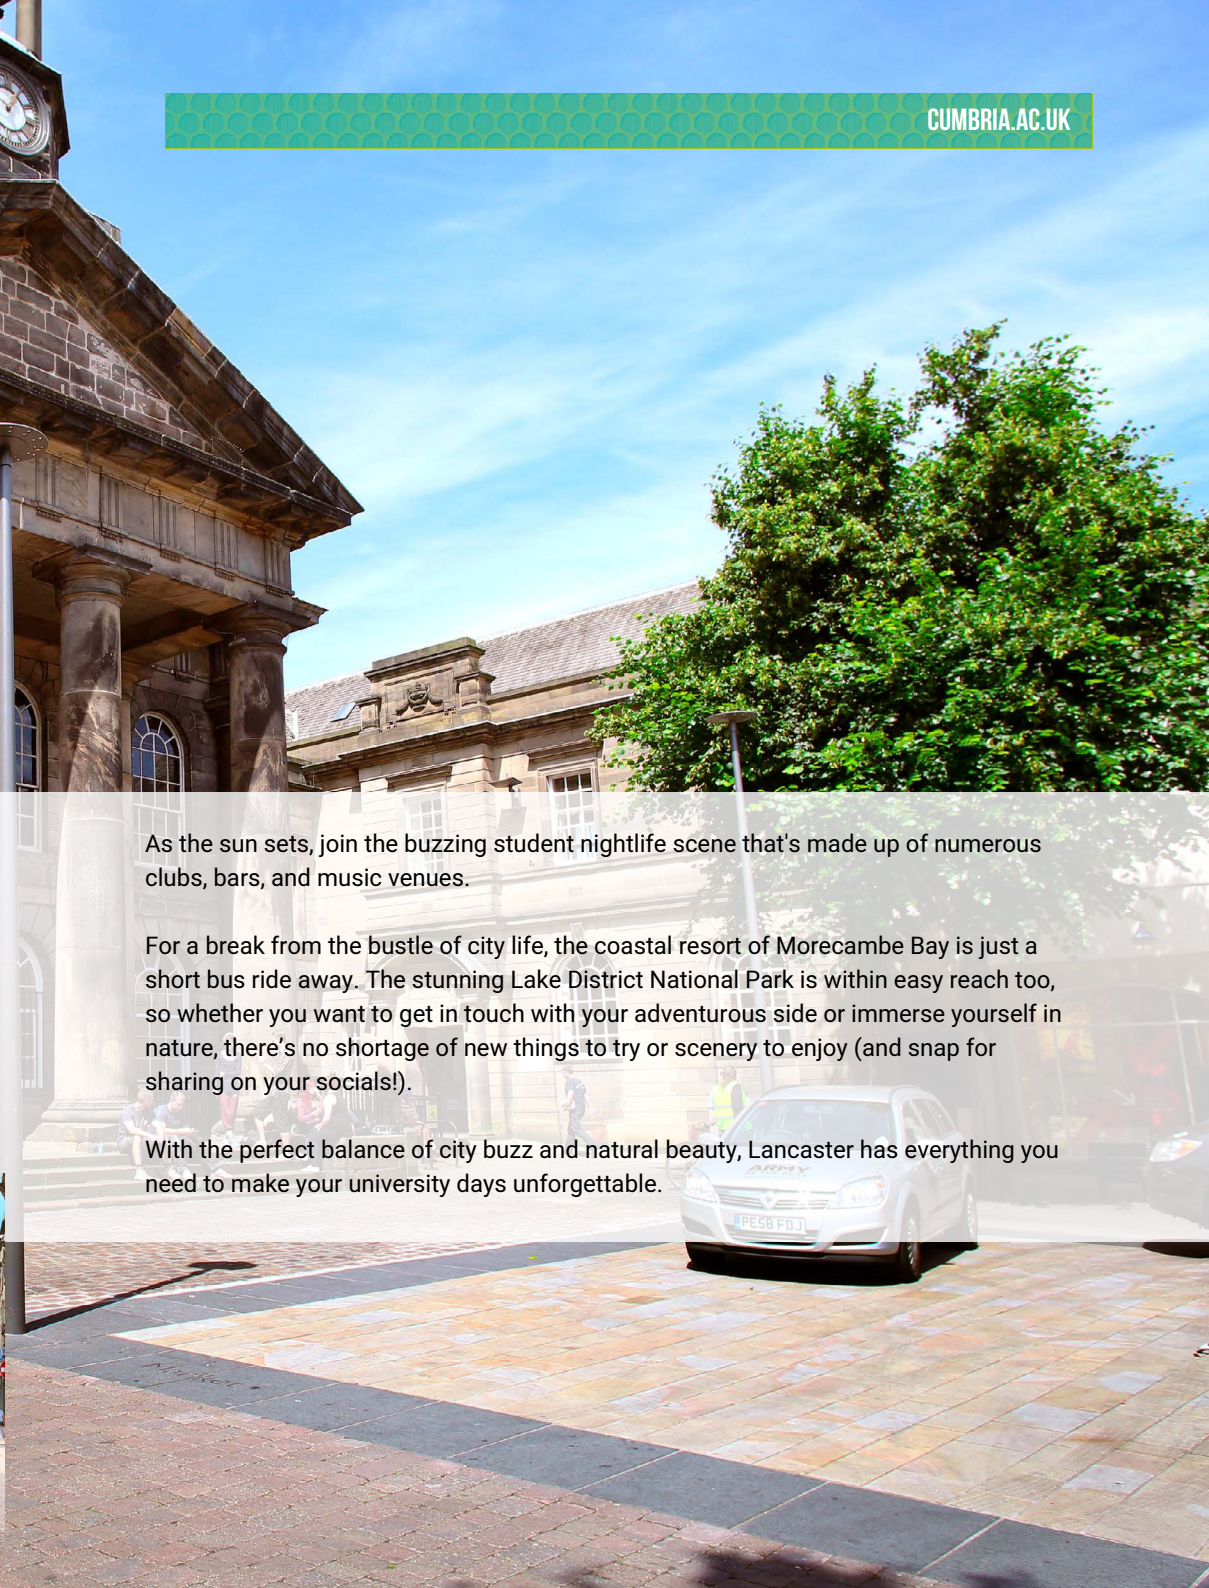 CUMBRIA.AC.UK
As the sun sets, join the buzzing student nightlife scene that's made up of numerous
clubs, bars, and music venues.
For a break from the bustle of city life, the coastal resort of Morecambe Bay is just a
short bus ride away. The stunning Lake District National Park is within easy reach too,
so whether you want to get in touch with your adventurous side or immerse yourself in
nature, there’s no shortage of new things to try or scenery to enjoy (and snap for
sharing on your socials!).
With the perfect balance of city buzz and natural beauty, Lancaster has everything you
need to make your university days unforgettable.
ARMY
PE58 FDJ
Market